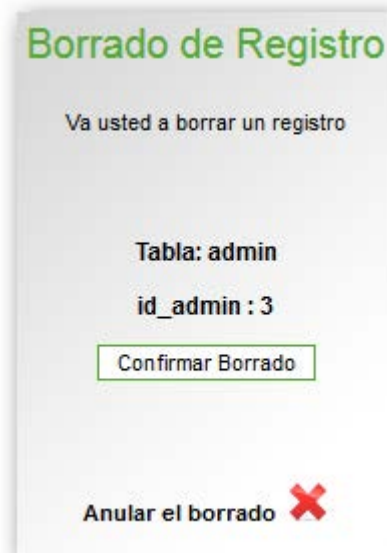 Borrado de Registro
Va usted a borrar un registro
Tabla: admin
id_admin : 3
Confirmar Borrado
Anular el borrado